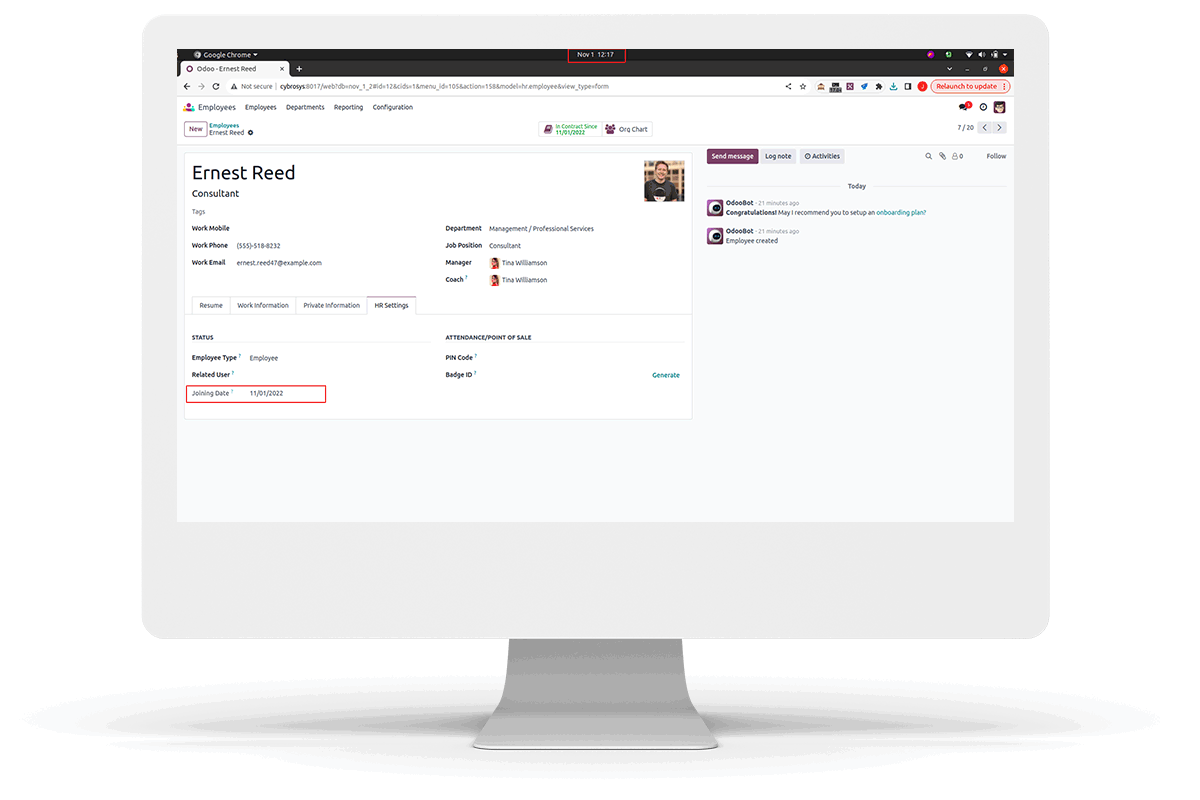 Google Chrome
Nov 1 12:17
Odoo - Ernest Reed
Not secure | cybrosys:8017/web?db=nov_1_2#id=12&cids=1&menu_id=105&action=158&model=hr.employee&view_type=form
Relaunch to update
Employees Employees Departments Reporting Configuration
New
Employees
Ernest Reed
In Contract Since
11/01/2022
Org Chart
7 / 20
Ernest Reed
Consultant
Tags
Work Mobile
Work Phone (555)-518-8232
Work Email ernest.reed47@example.com
Department Management / Professional Services
Job Position Consultant
Manager Tina Williamson
Coach ? Tina Williamson
Resume Work Information Private Information HR Settings
STATUS
Employee Type ? Employee
Related User ?
Joining Date ? 11/01/2022
ATTENDANCE/POINT OF SALE
PIN Code ?
Badge ID ? Generate
Send message Log note Activities
0 Follow
Today
OdooBot - 21 minutes ago
Congratulations! May I recommend you to setup an onboarding plan?
OdooBot - 21 minutes ago
Employee created